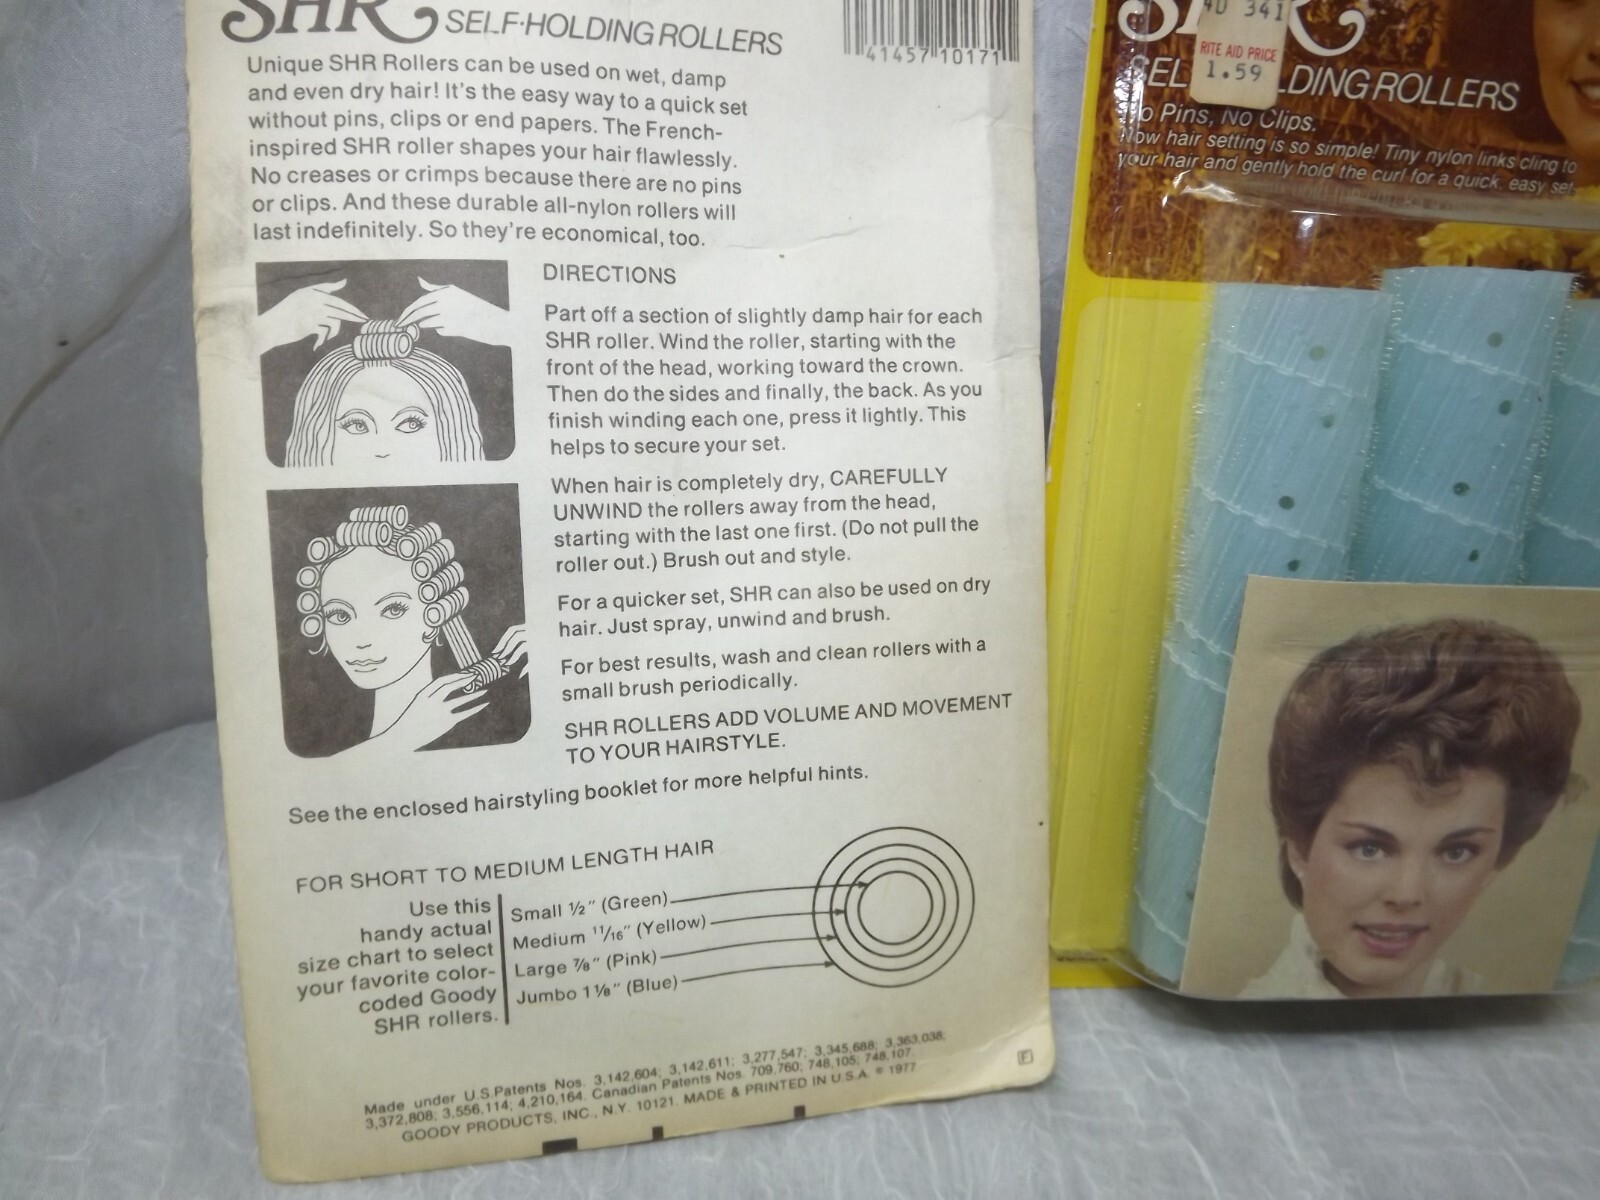 SHR SELF-HOLDING ROLLERS
41457 10171
Unique SHR Rollers can be used on wet, damp
and even dry hair! It's the easy way to a quick set
without pins, clips or end papers. The French-
inspired SHR roller shapes your hair flawlessly.
No creases or crimps because there are no pins
or clips. And these durable all-nylon rollers will
last indefinitely. So they're economical, too.
DIRECTIONS
Part off a section of slightly damp hair for each
SHR roller. Wind the roller, starting with the
front of the head, working toward the crown.
Then do the sides and finally, the back. As you
finish winding each one, press it lightly. This
helps to secure your set.
When hair is completely dry, CAREFULLY
UNWIND the rollers away from the head,
starting with the last one first. (Do not pull the
roller out.) Brush out and style.
For a quicker set, SHR can also be used on dry
hair. Just spray, unwind and brush.
For best results, wash and clean rollers with a
small brush periodically.
SHR ROLLERS ADD VOLUME AND MOVEMENT
TO YOUR HAIRSTYLE.
See the enclosed hairstyling booklet for more helpful hints.
FOR SHORT TO MEDIUM LENGTH HAIR
Use this
handy actual
size chart to select
your favorite color-
coded Goody
SHR rollers.
Small ½" (Green)
Medium 11/16" (Yellow)
Large ⅞" (Pink)
Jumbo 1⅛" (Blue)
Made under U.S. Patents Nos. 3,142,604; 3,142,611; 3,277,547; 3,345,688; 3,363,038;
3,372,808; 3,556,114; 4,210,164. Canadian Patents Nos. 709,760; 748,105; 748,107.
GOODY PRODUCTS, INC., N.Y. 10121. MADE & PRINTED IN U.S.A. © 1977
F
SHR
4D 341
RITE AID PRICE
1.59
SEL LDING ROLLERS
No Pins, No Clips.
Now hair setting is so simple! Tiny nylon links cling to
your hair and gently hold the curl for a quick, easy set.